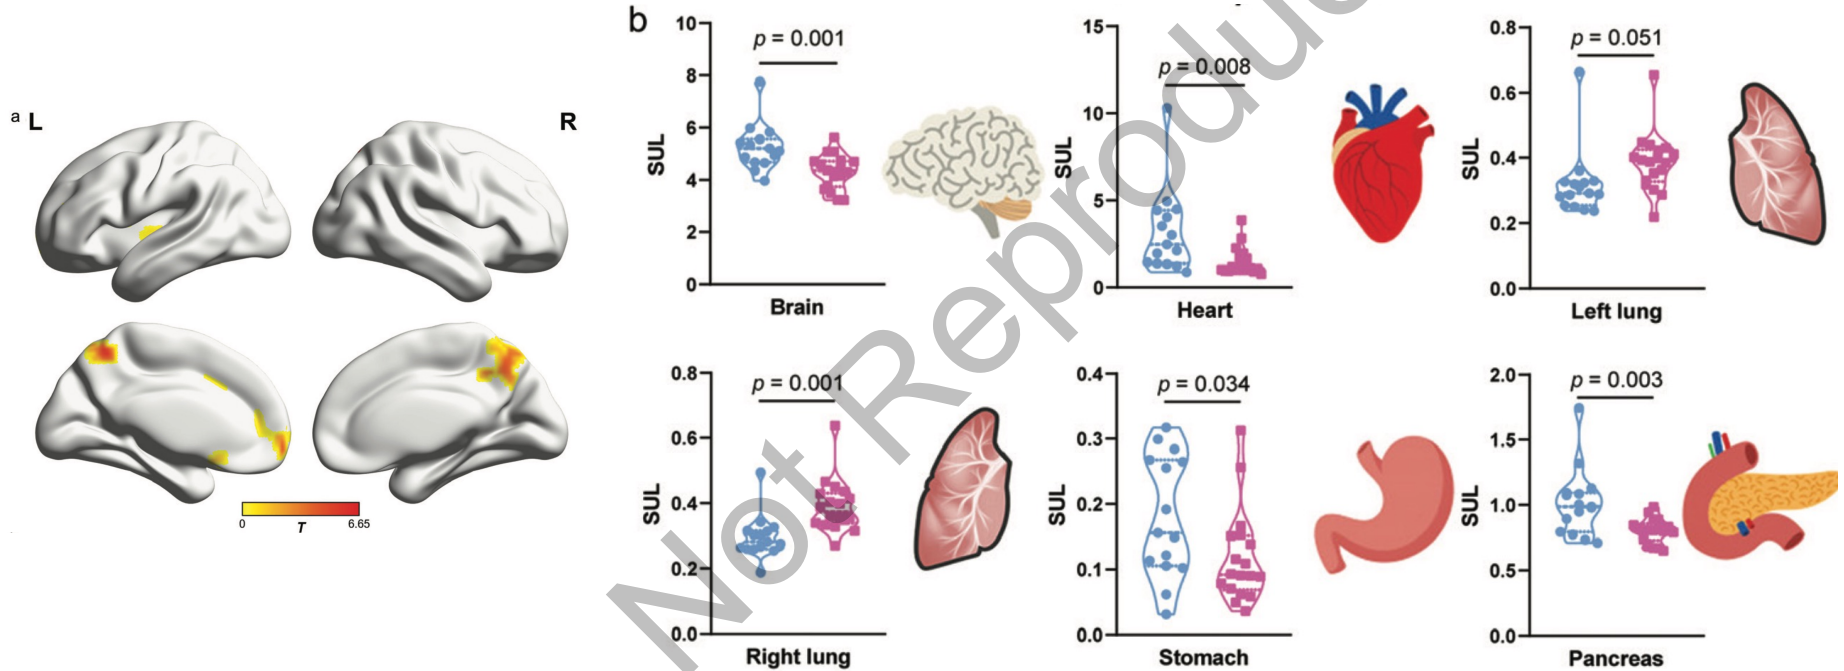 a L
R
0
T
6.65
b
10
8
6
4
2
0
SUL
p = 0.001
Brain
15
10
5
0
SUL
p = 0.008
Heart
0.8
0.6
0.4
0.2
0.0
SUL
p = 0.051
Left lung
0.8
0.6
0.4
0.2
0.0
SUL
p = 0.001
Right lung
0.4
0.3
0.2
0.1
0.0
SUL
p = 0.034
Stomach
2.0
1.5
1.0
0.5
0.0
SUL
p = 0.003
Pancreas
Not Reproduc